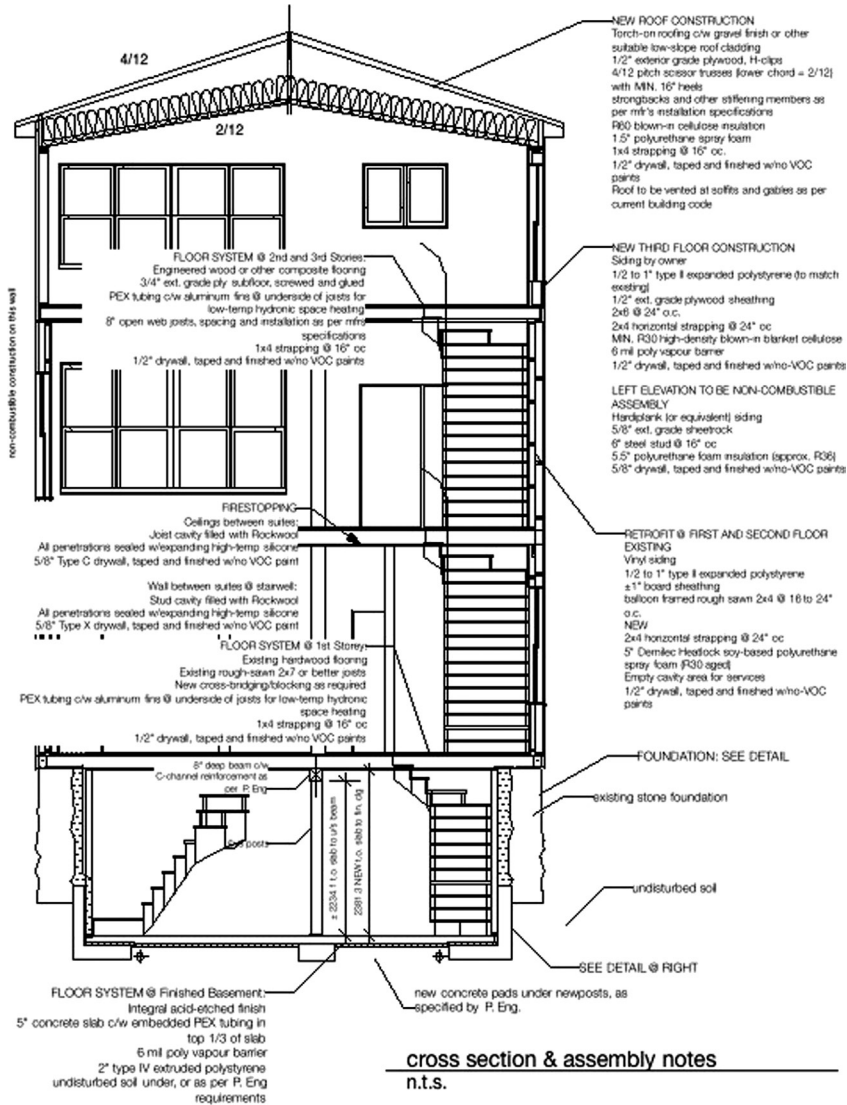 NEW ROOF CONSTRUCTION
Torch-on roofing c/w gravel finish or other
suitable low-slope roof cladding
1/2" exterior grade plywood, H-clips
4/12 pitch scissor trusses (lower chord = 2/12)
with MIN. 16" heels
strongbacks and other stiffening members as
per mfr's installation specifications
R60 blown-in cellulose insulation
1.5" polyurethane spray foam
1x4 strapping @ 16" oc.
1/2" drywall, taped and finished w/no VOC
paints
Roof to be vented at soffits and gables as per
current building code
4/12
2/12
non-combustible construction on this wall
FLOOR SYSTEM @ 2nd and 3rd Stories:
Engineered wood or other composite flooring
3/4" ext. grade ply subfloor, screwed and glued
PEX tubing c/w aluminum fins @ underside of joists for
low-temp hydronic space heating
8" open web joists, spacing and installation as per mfrs
specifications
1x4 strapping @ 16" oc
1/2" drywall, taped and finished w/no VOC paints
NEW THIRD FLOOR CONSTRUCTION
Siding by owner
1/2 to 1" type II expanded polystyrene (to match
existing)
1/2" ext. grade plywood sheathing
2x6 @ 24" o.c.
2x4 horizontal strapping @ 24" oc
MIN. R30 high-density blown-in blanket cellulose
6 mil poly vapour barrier
1/2" drywall, taped and finished w/no-VOC paints
LEFT ELEVATION TO BE NON-COMBUSTIBLE
ASSEMBLY
Hardiplank (or equivalent) siding
5/8" ext. grade sheetrock
6" steel stud @ 16" oc
5.5" polyurethane foam insulation (approx. R36)
5/8" drywall, taped and finished w/no-VOC paints
FIRESTOPPING
Ceilings between suites:
Joist cavity filled with Rockwool
All penetrations sealed w/expanding high-temp silicone
5/8" Type C drywall, taped and finished w/no VOC paint
Wall between suites @ stairwell:
Stud cavity filled with Rockwool
All penetrations sealed w/expanding high-temp silicone
5/8" Type X drywall, taped and finished w/no VOC paint
RETROFIT @ FIRST AND SECOND FLOOR
EXISTING
Vinyl siding
1/2 to 1" type II expanded polystyrene
±1" board sheathing
balloon framed rough sawn 2x4 @ 16 to 24"
o.c.
NEW
2x4 horizontal strapping @ 24" oc
5" Demilec Heatlock soy-based polyurethane
spray foam (R30 aged)
Empty cavity area for services
1/2" drywall, taped and finished w/no-VOC
paints
FLOOR SYSTEM @ 1st Storey:
Existing hardwood flooring
Existing rough-sawn 2x7 or better joists
New cross-bridging/blocking as required
PEX tubing c/w aluminum fins @ underside of joists for low-temp hydronic
space heating
1x4 strapping @ 16" oc
1/2" drywall, taped and finished w/no VOC paints
8" deep beam c/w
C-channel reinforcement as
per P. Eng
posts
± 2234.1 t.o. slab to u/s beam
2381.3 NEW t.o. slab to fin. clg
FOUNDATION: SEE DETAIL
existing stone foundation
undisturbed soil
SEE DETAIL @ RIGHT
FLOOR SYSTEM @ Finished Basement:
Integral acid-etched finish
5" concrete slab c/w embedded PEX tubing in
top 1/3 of slab
6 mil poly vapour barrier
2" type IV extruded polystyrene
undisturbed soil under, or as per P. Eng
requirements
new concrete pads under newposts, as
specified by P. Eng.
cross section & assembly notes
n.t.s.